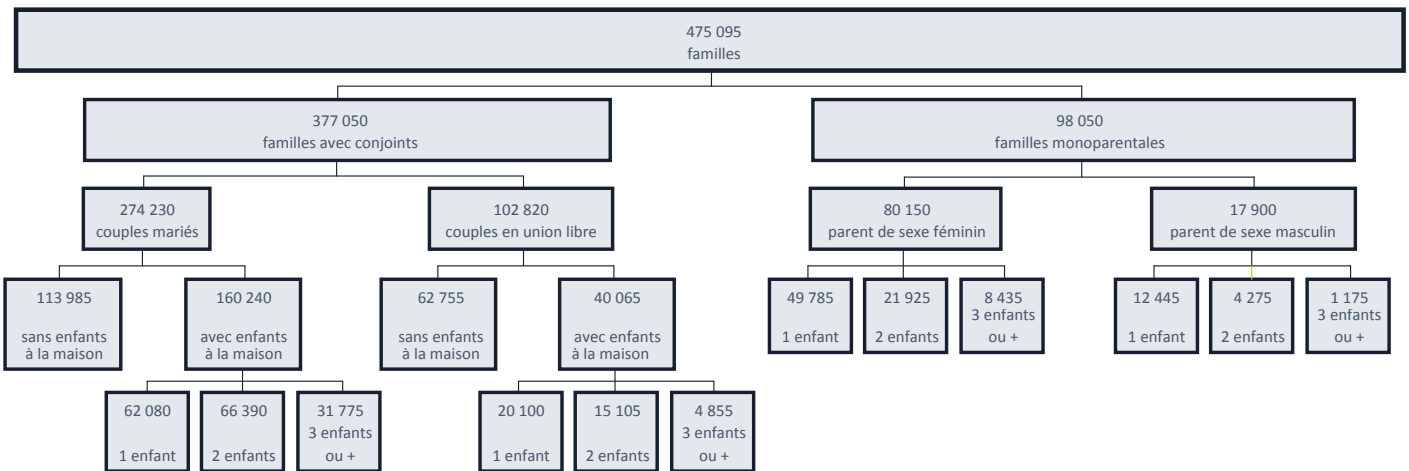 475 095
familles
377 050
familles avec conjoints
98 050
familles monoparentales
274 230
couples mariés
102 820
couples en union libre
80 150
parent de sexe féminin
17 900
parent de sexe masculin
113 985
sans enfants
à la maison
160 240
avec enfants
à la maison
62 755
sans enfants
à la maison
40 065
avec enfants
à la maison
49 785
1 enfant
21 925
2 enfants
8 435
3 enfants
ou +
12 445
1 enfant
4 275
2 enfants
1 175
3 enfants
ou +
62 080
1 enfant
66 390
2 enfants
31 775
3 enfants
ou +
20 100
1 enfant
15 105
2 enfants
4 855
3 enfants
ou +